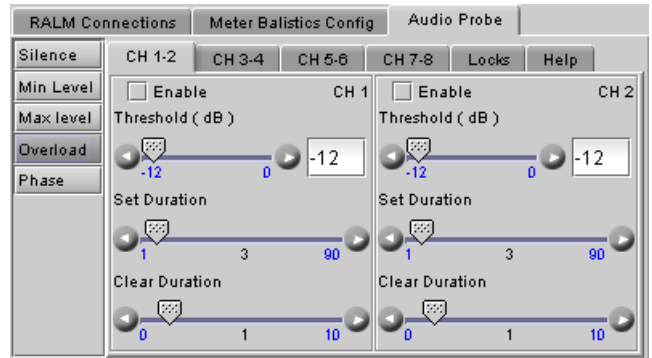 RALM Connections Meter Balistics Config Audio Probe
Silence
Min Level
Max level
Overload
Phase
CH 1-2 CH 3-4 CH 5-6 CH 7-8 Locks Help
Enable CH 1
Threshold ( dB )
-12
-12 0
Set Duration
1 3 90
Clear Duration
0 1 10
Enable CH 2
Threshold ( dB )
-12
-12 0
Set Duration
1 3 90
Clear Duration
0 1 10